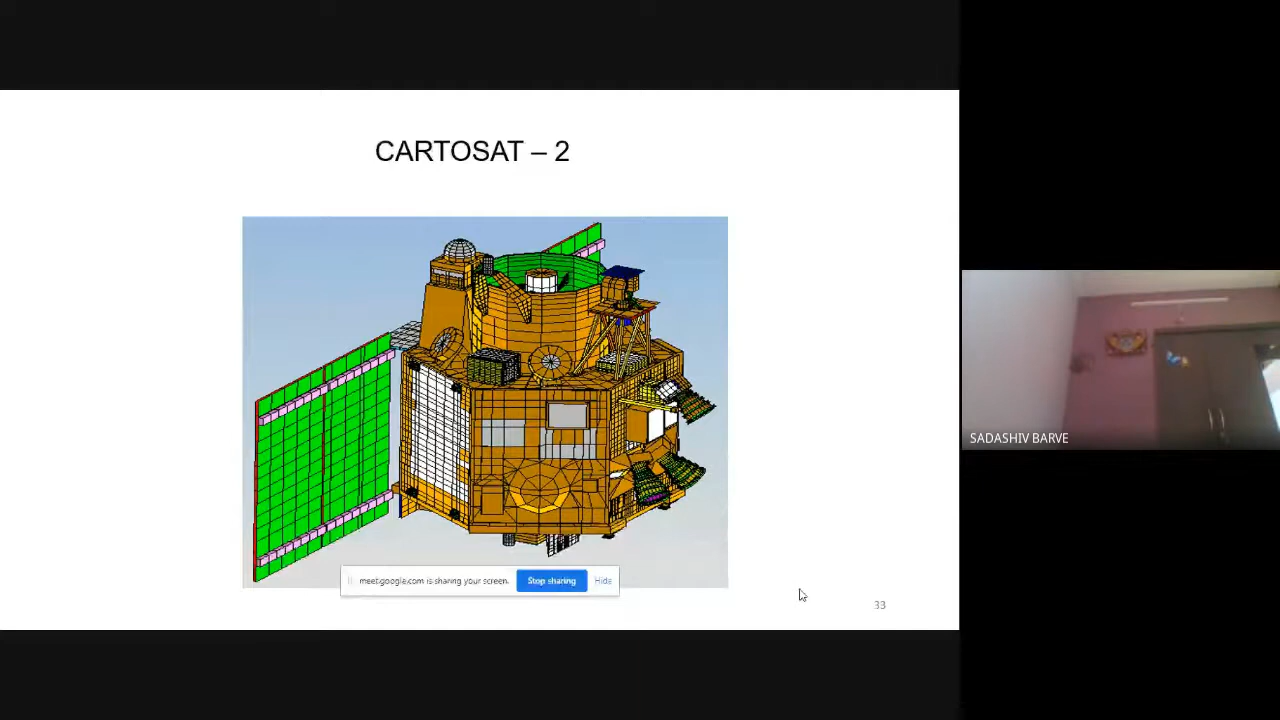 CARTOSAT – 2
meet.google.com is sharing your screen.
Stop sharing
Hide
33
SADASHIV BARVE